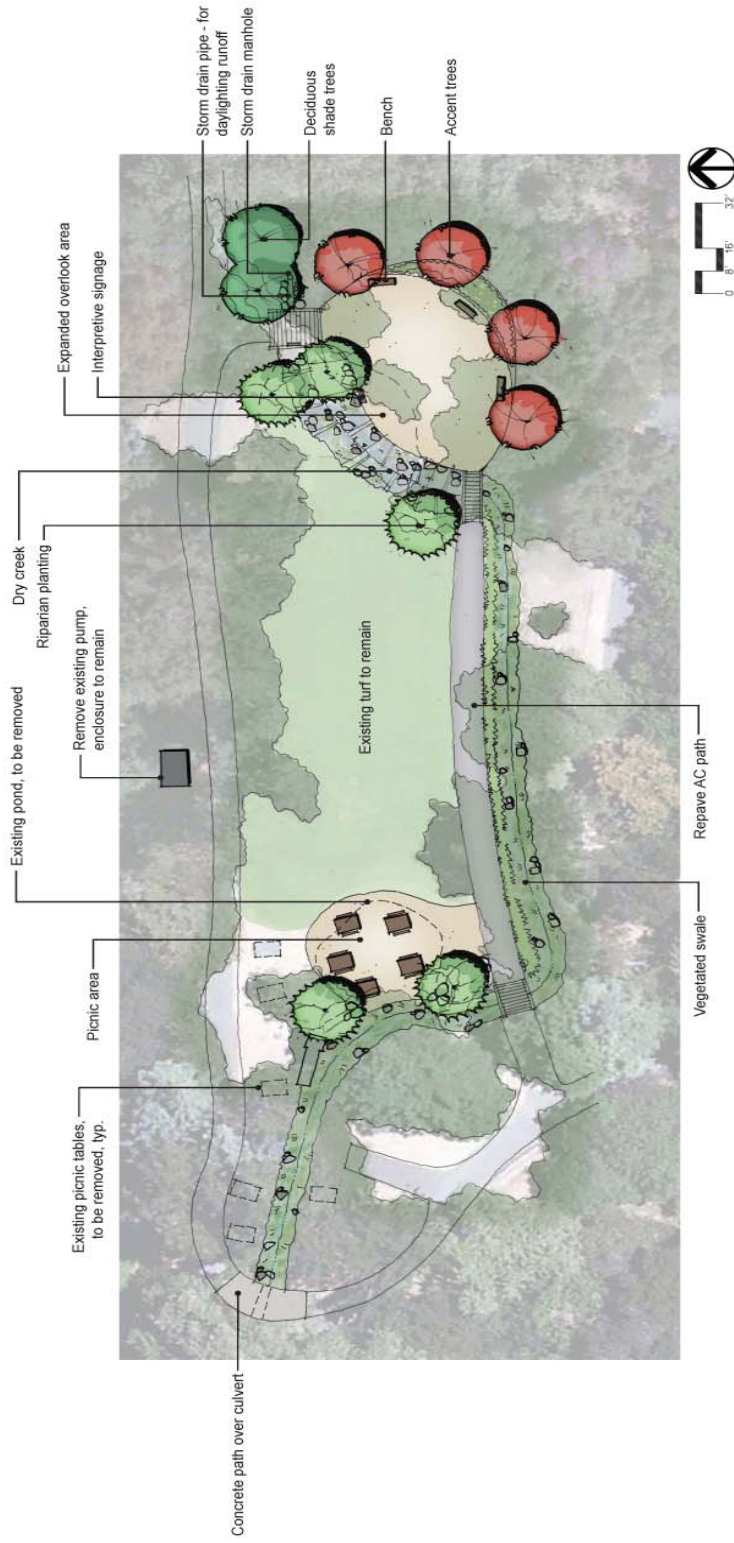 Concrete path over culvert
Existing picnic tables,
to be removed, typ.
Picnic area
Existing pond, to be removed
Remove existing pump,
enclosure to remain
Riparian planting
Dry creek
Interpretive signage
Expanded overlook area
Storm drain pipe - for
daylighting runoff
Storm drain manhole
Deciduous
shade trees
Bench
Accent trees
Existing turf to remain
Vegetated swale
Repave AC path
0 8' 16' 32'